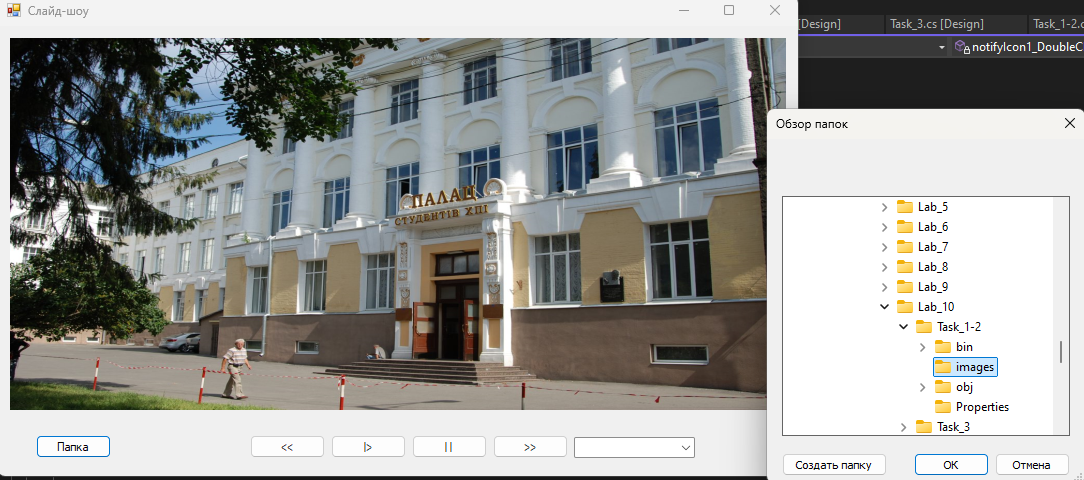 Слайд-шоу
ПАЛАЦ
СТУДЕНТІВ ХПІ
Папка
<<
|>
||
>>
[Design]
Task_3.cs [Design]
Task_1-2.c
notifyIcon1_DoubleC
Обзор папок
Lab_5
Lab_6
Lab_7
Lab_8
Lab_9
Lab_10
Task_1-2
bin
images
obj
Properties
Task_3
Создать папку
OK
Отмена